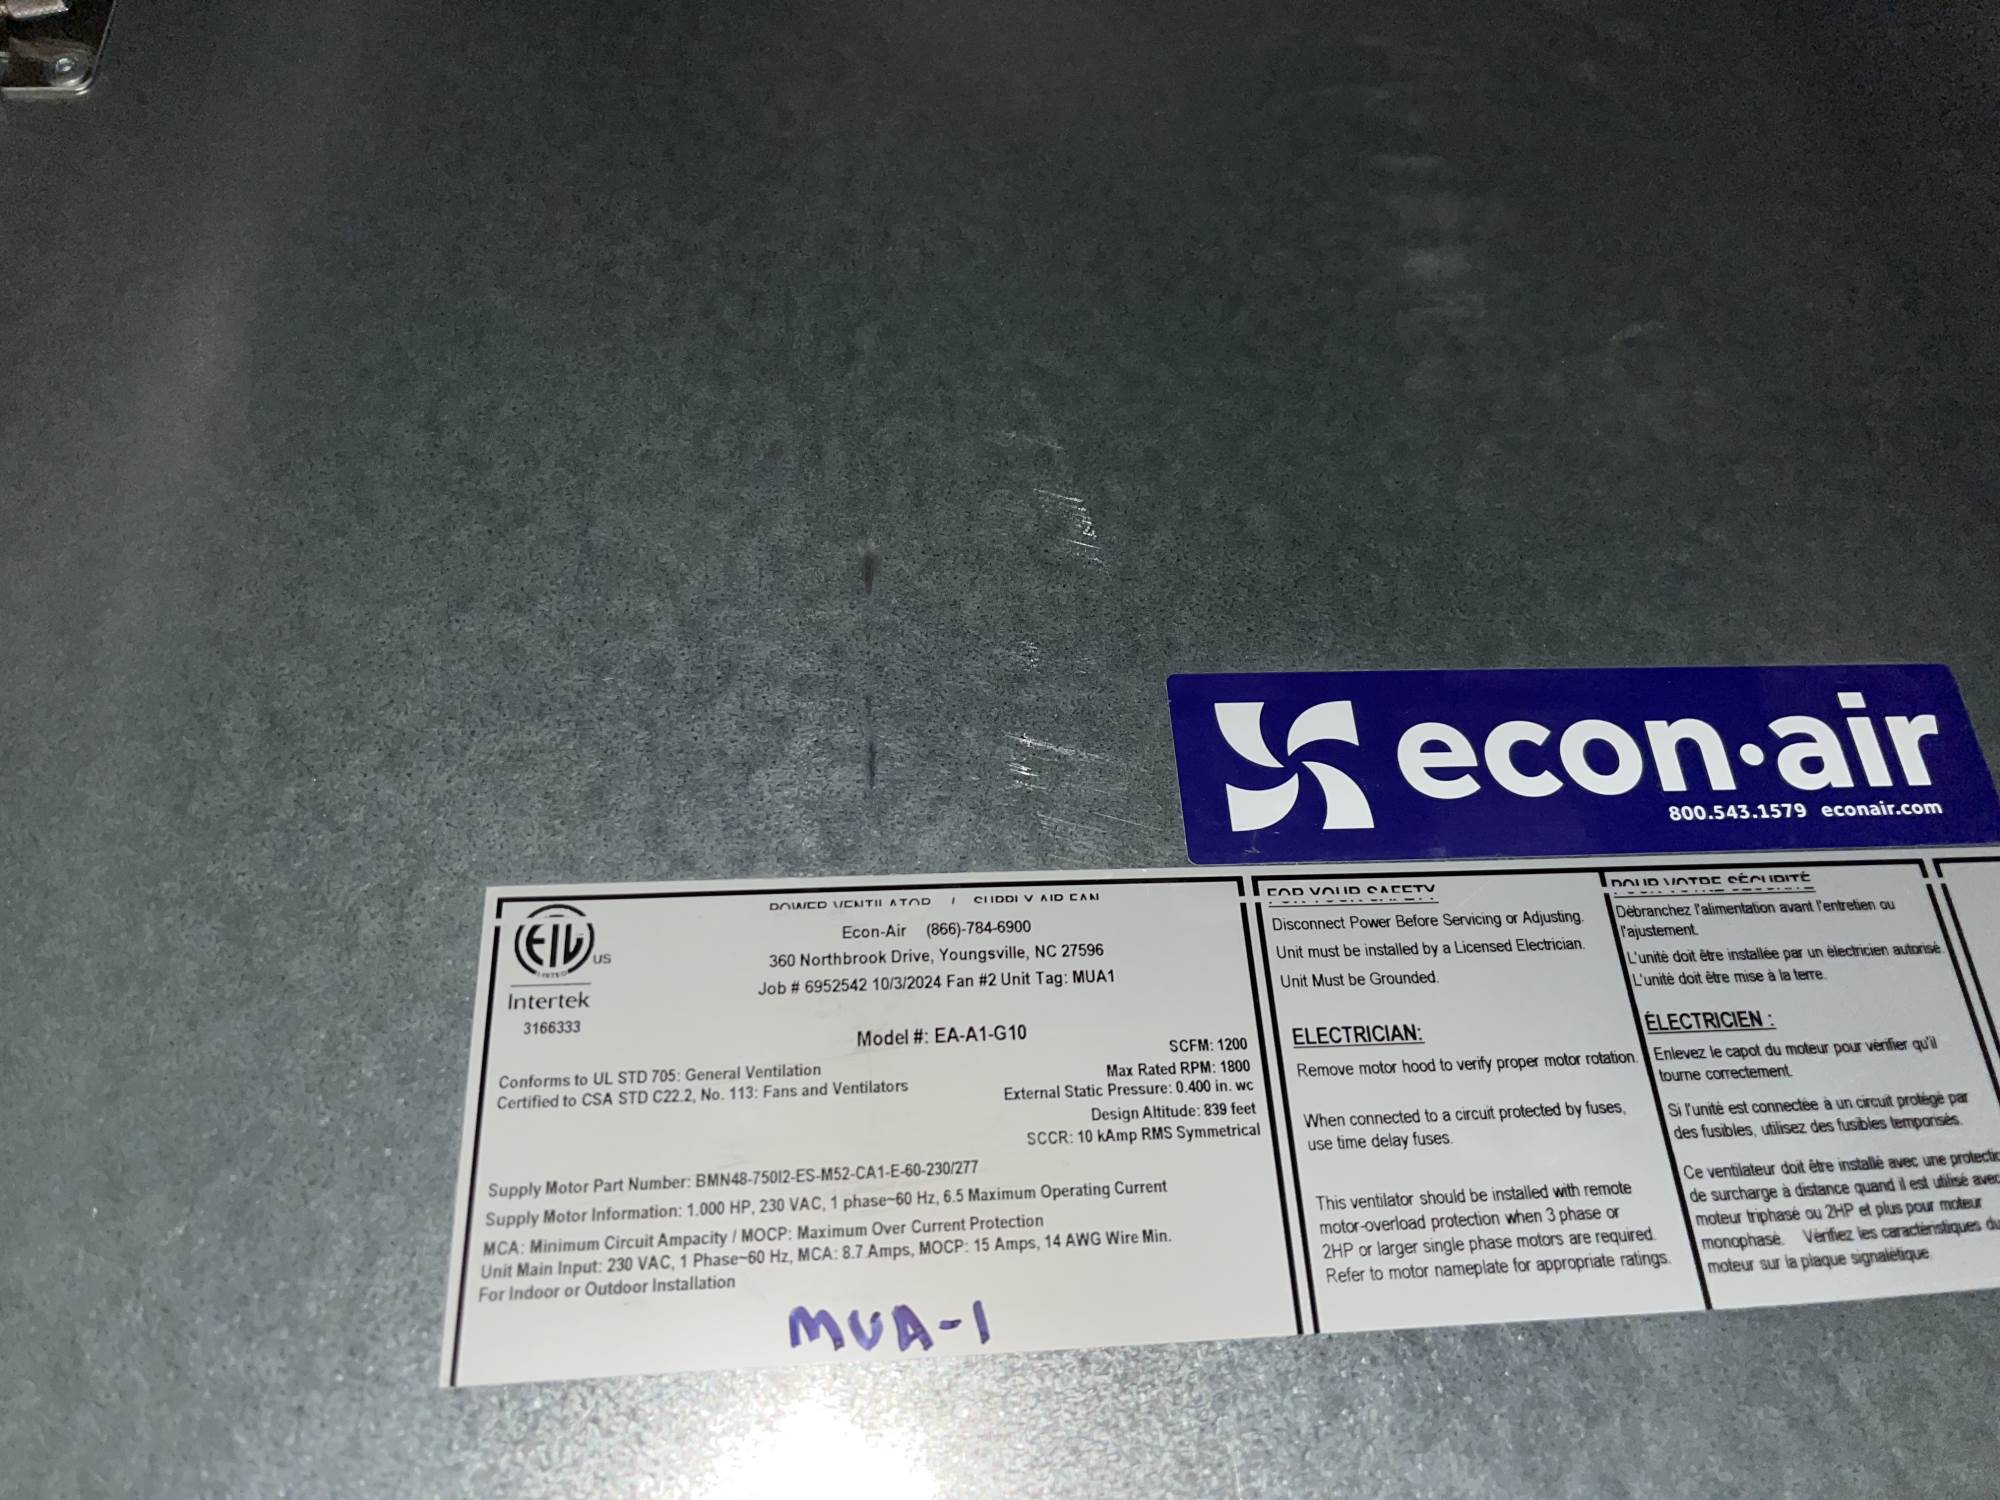 econ·air
800.543.1579 econair.com
POWER VENTILATOR / SUPPLY AIR FAN
Econ-Air (866)-784-6900
360 Northbrook Drive, Youngsville, NC 27596
Job # 6952542 10/3/2024 Fan #2 Unit Tag: MUA1
ETL LISTED US
Intertek
3166333
Model #: EA-A1-G10
Conforms to UL STD 705: General Ventilation
Certified to CSA STD C22.2, No. 113: Fans and Ventilators
SCFM: 1200
Max Rated RPM: 1800
External Static Pressure: 0.400 in. wc
Design Altitude: 839 feet
SCCR: 10 kAmp RMS Symmetrical
Supply Motor Part Number: BMN48-750I2-ES-M52-CA1-E-60-230/277
Supply Motor Information: 1.000 HP, 230 VAC, 1 phase~60 Hz, 6.5 Maximum Operating Current
MCA: Minimum Circuit Ampacity / MOCP: Maximum Over Current Protection
Unit Main Input: 230 VAC, 1 Phase~60 Hz, MCA: 8.7 Amps, MOCP: 15 Amps, 14 AWG Wire Min.
For Indoor or Outdoor Installation
MUA-1
FOR YOUR SAFETY
Disconnect Power Before Servicing or Adjusting.
Unit must be installed by a Licensed Electrician.
Unit Must be Grounded.
ELECTRICIAN:
Remove motor hood to verify proper motor rotation.
When connected to a circuit protected by fuses,
use time delay fuses.
This ventilator should be installed with remote
motor-overload protection when 3 phase or
2HP or larger single phase motors are required.
Refer to motor nameplate for appropriate ratings.
POUR VOTRE SÉCURITÉ
Débranchez l'alimentation avant l'entretien ou
l'ajustement.
L'unité doit être installée par un électricien autorisé.
L'unité doit être mise à la terre.
ÉLECTRICIEN :
Enlevez le capot du moteur pour vérifier qu'il
tourne correctement.
Si l'unité est connectée à un circuit protégé par
des fusibles, utilisez des fusibles temporisés.
Ce ventilateur doit être installé avec une protectio
de surcharge à distance quand il est utilisé avec
moteur triphasé ou 2HP et plus pour moteur
monophasé. Vérifiez les caractéristiques du
moteur sur la plaque signalétique